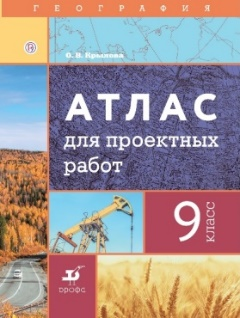 ГЕОГРАФИЯ
О. В. Крылова
АТЛАС
для проектных
работ
9 класс
дрофа